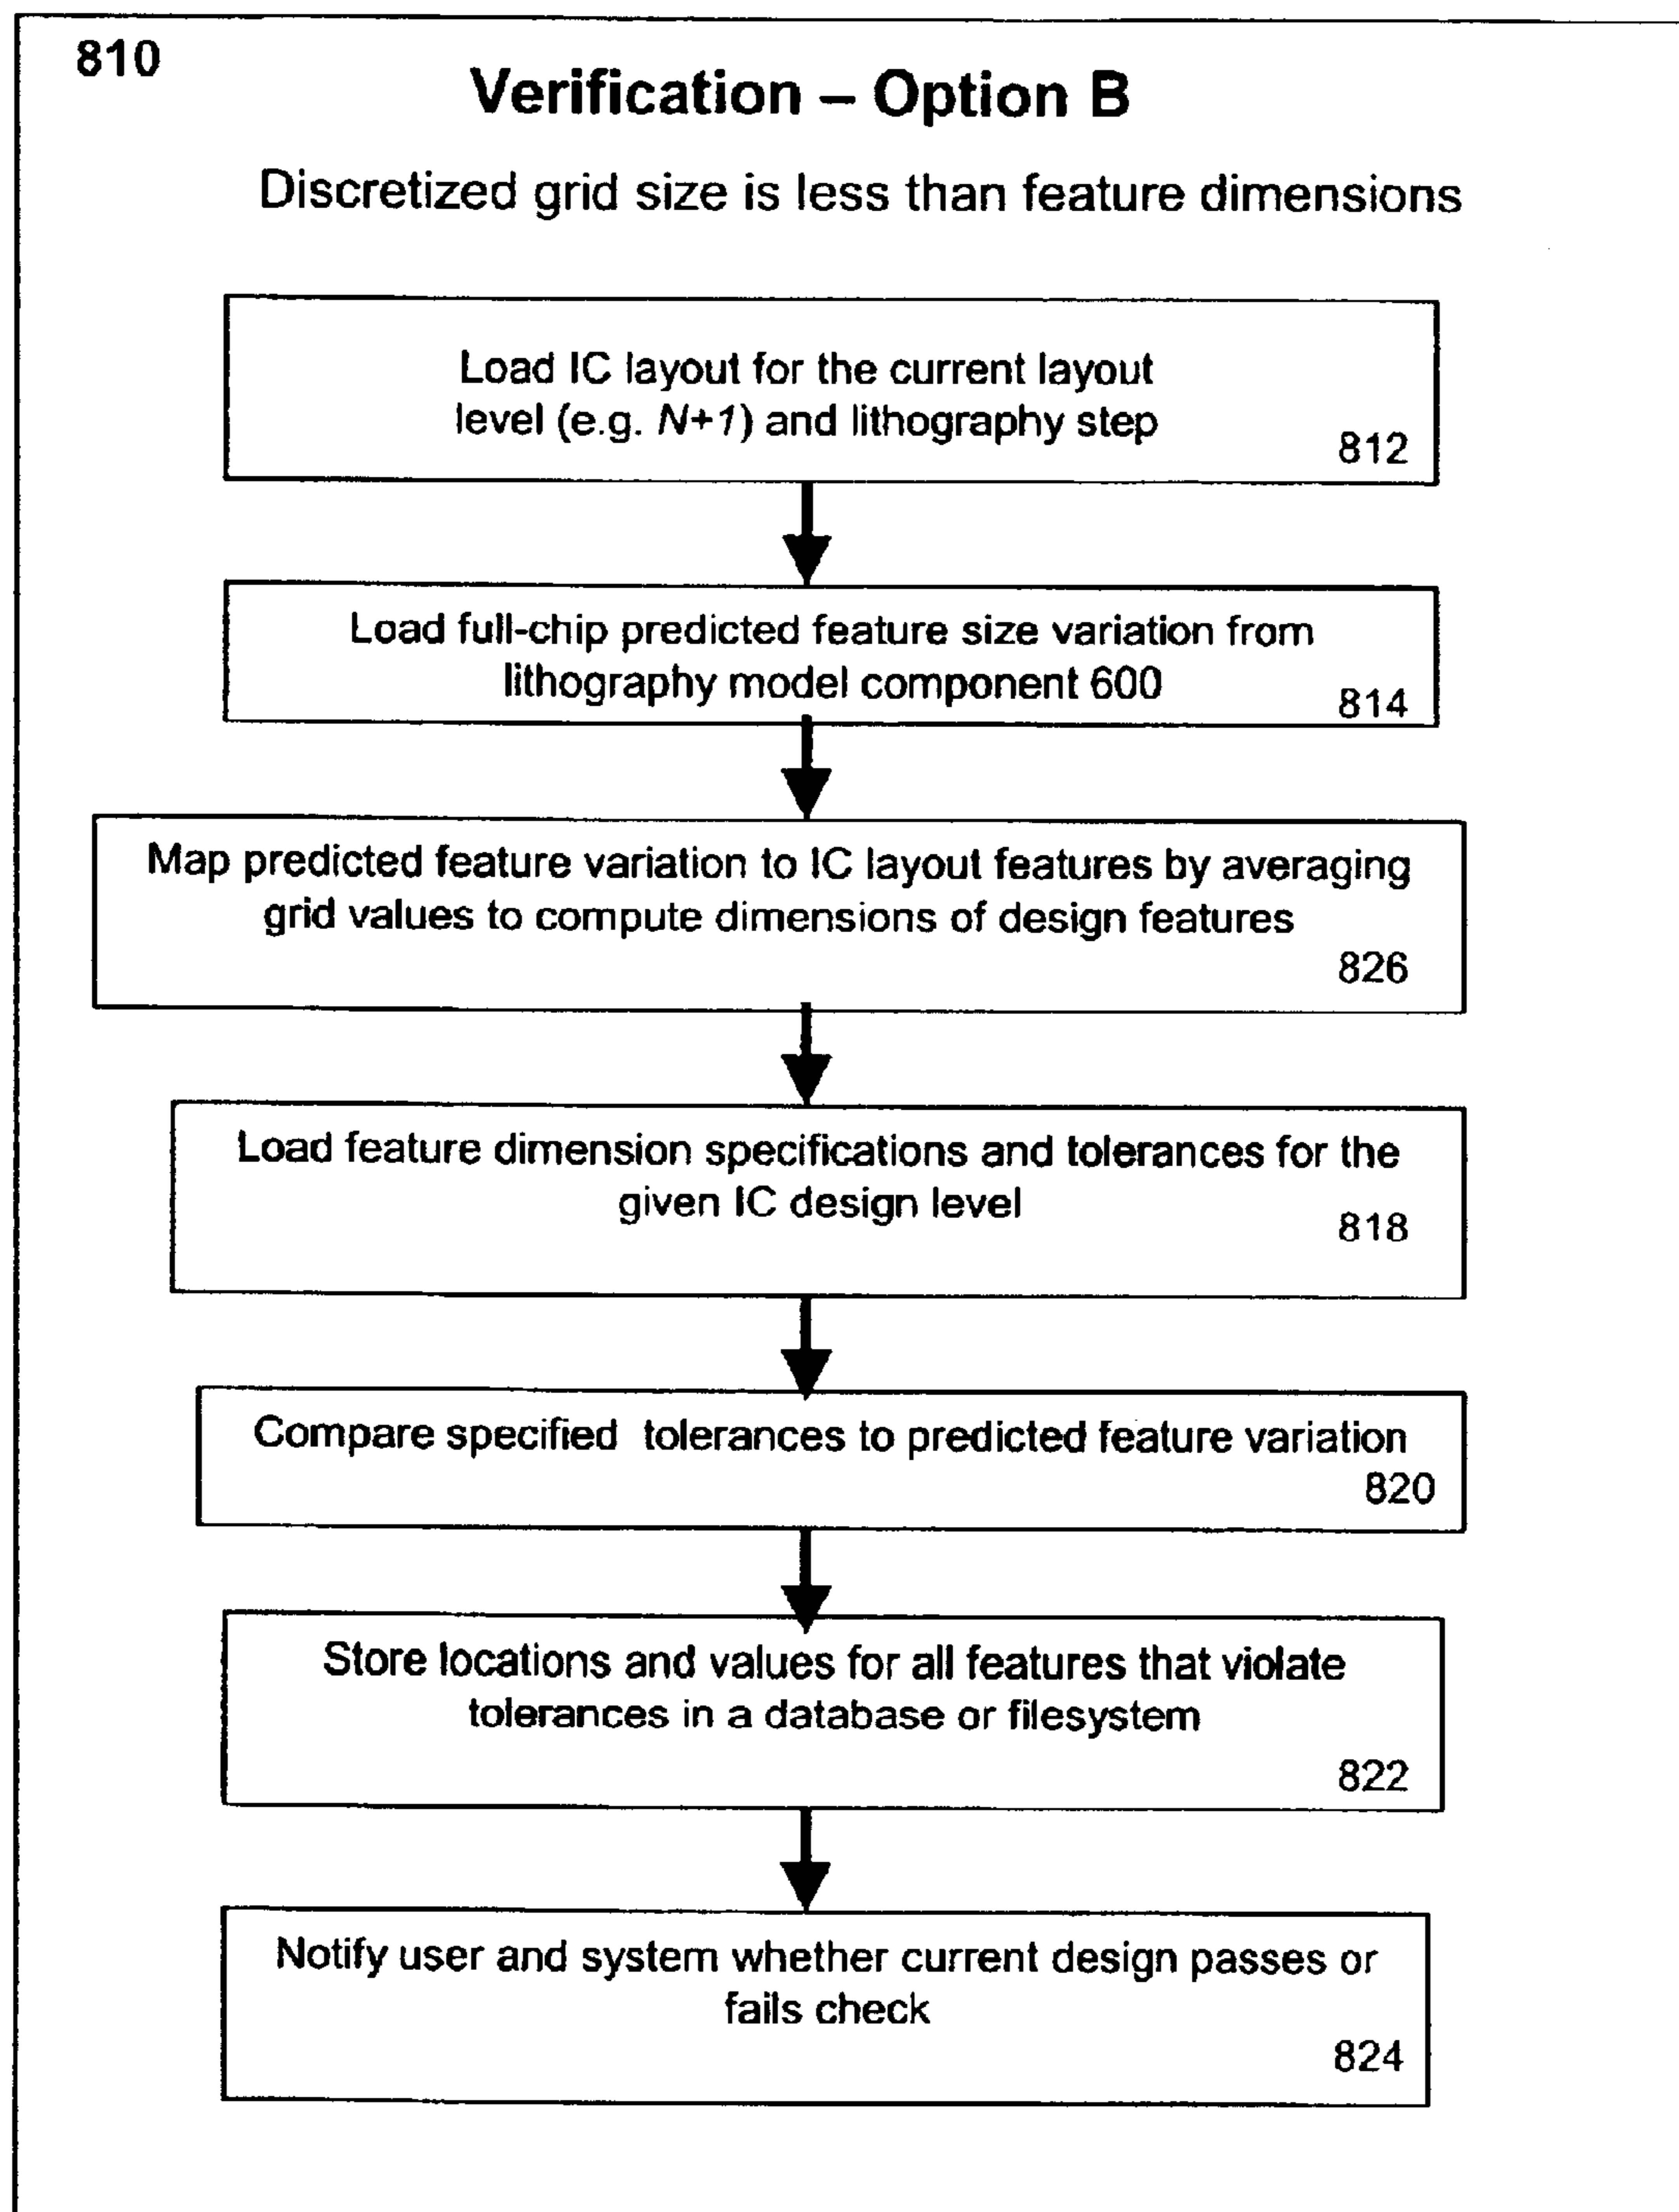 810
Verification – Option B
Discretized grid size is less than feature dimensions
Load IC layout for the current layout
level (e.g. N+1) and lithography step
812
Load full-chip predicted feature size variation from
lithography model component 600
814
Map predicted feature variation to IC layout features by averaging
grid values to compute dimensions of design features
826
Load feature dimension specifications and tolerances for the
given IC design level
818
Compare specified tolerances to predicted feature variation
820
Store locations and values for all features that violate
tolerances in a database or filesystem
822
Notify user and system whether current design passes or
fails check
824